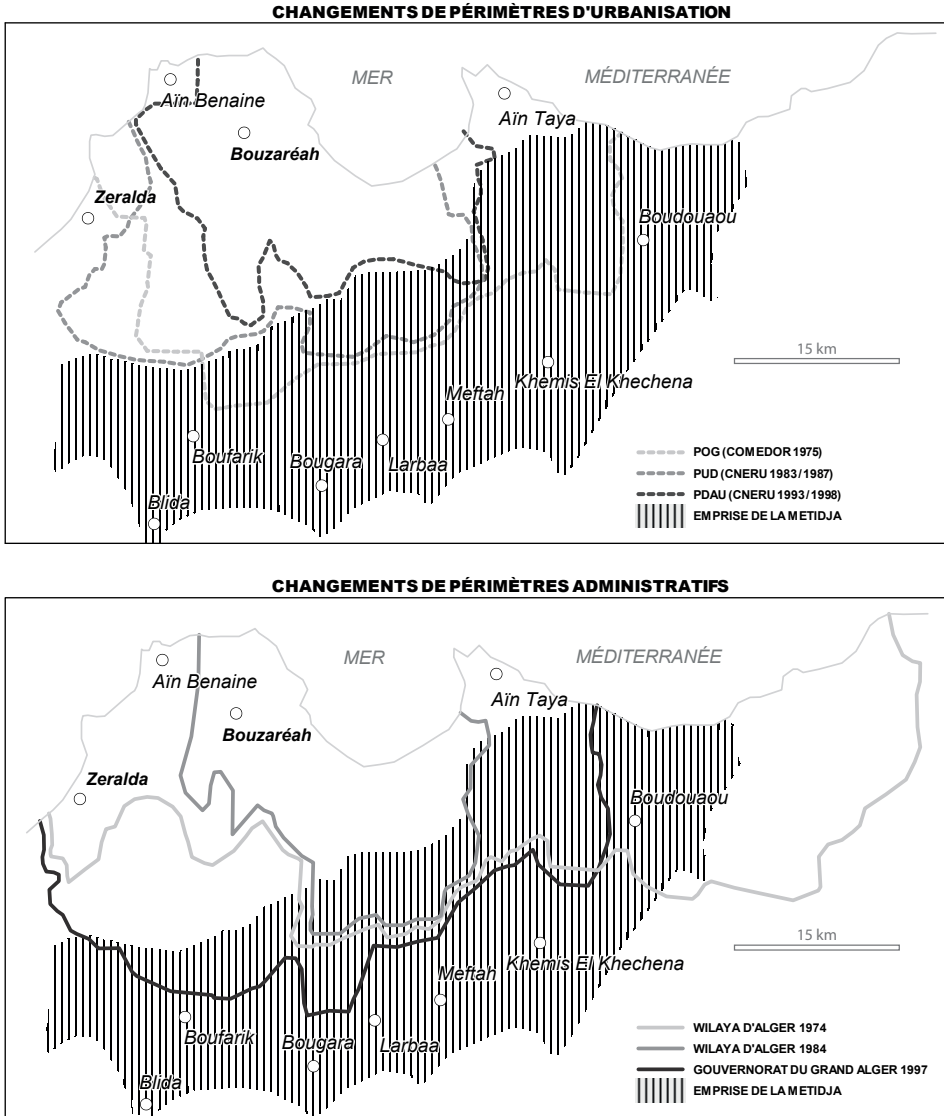 CHANGEMENTS DE PÉRIMÈTRES D'URBANISATION
MER MÉDITERRANÉE
Aïn Benaine
Aïn Taya
Bouzaréah
Zeralda
Boudouaou
15 km
Khemis El Khechena
Meftah
Boufarik
Bougara
Larbaa
Blida
POG (COMEDOR 1975)
PUD (CNERU 1983/1987)
PDAU (CNERU 1993/1998)
EMPRISE DE LA METIDJA
CHANGEMENTS DE PÉRIMÈTRES ADMINISTRATIFS
MER MÉDITERRANÉE
Aïn Benaine
Aïn Taya
Bouzaréah
Zeralda
Boudouaou
15 km
Khemis El Khechena
Meftah
Boufarik
Bougara
Larbaa
Blida
WILAYA D'ALGER 1974
WILAYA D'ALGER 1984
GOUVERNORAT DU GRAND ALGER 1997
EMPRISE DE LA METIDJA